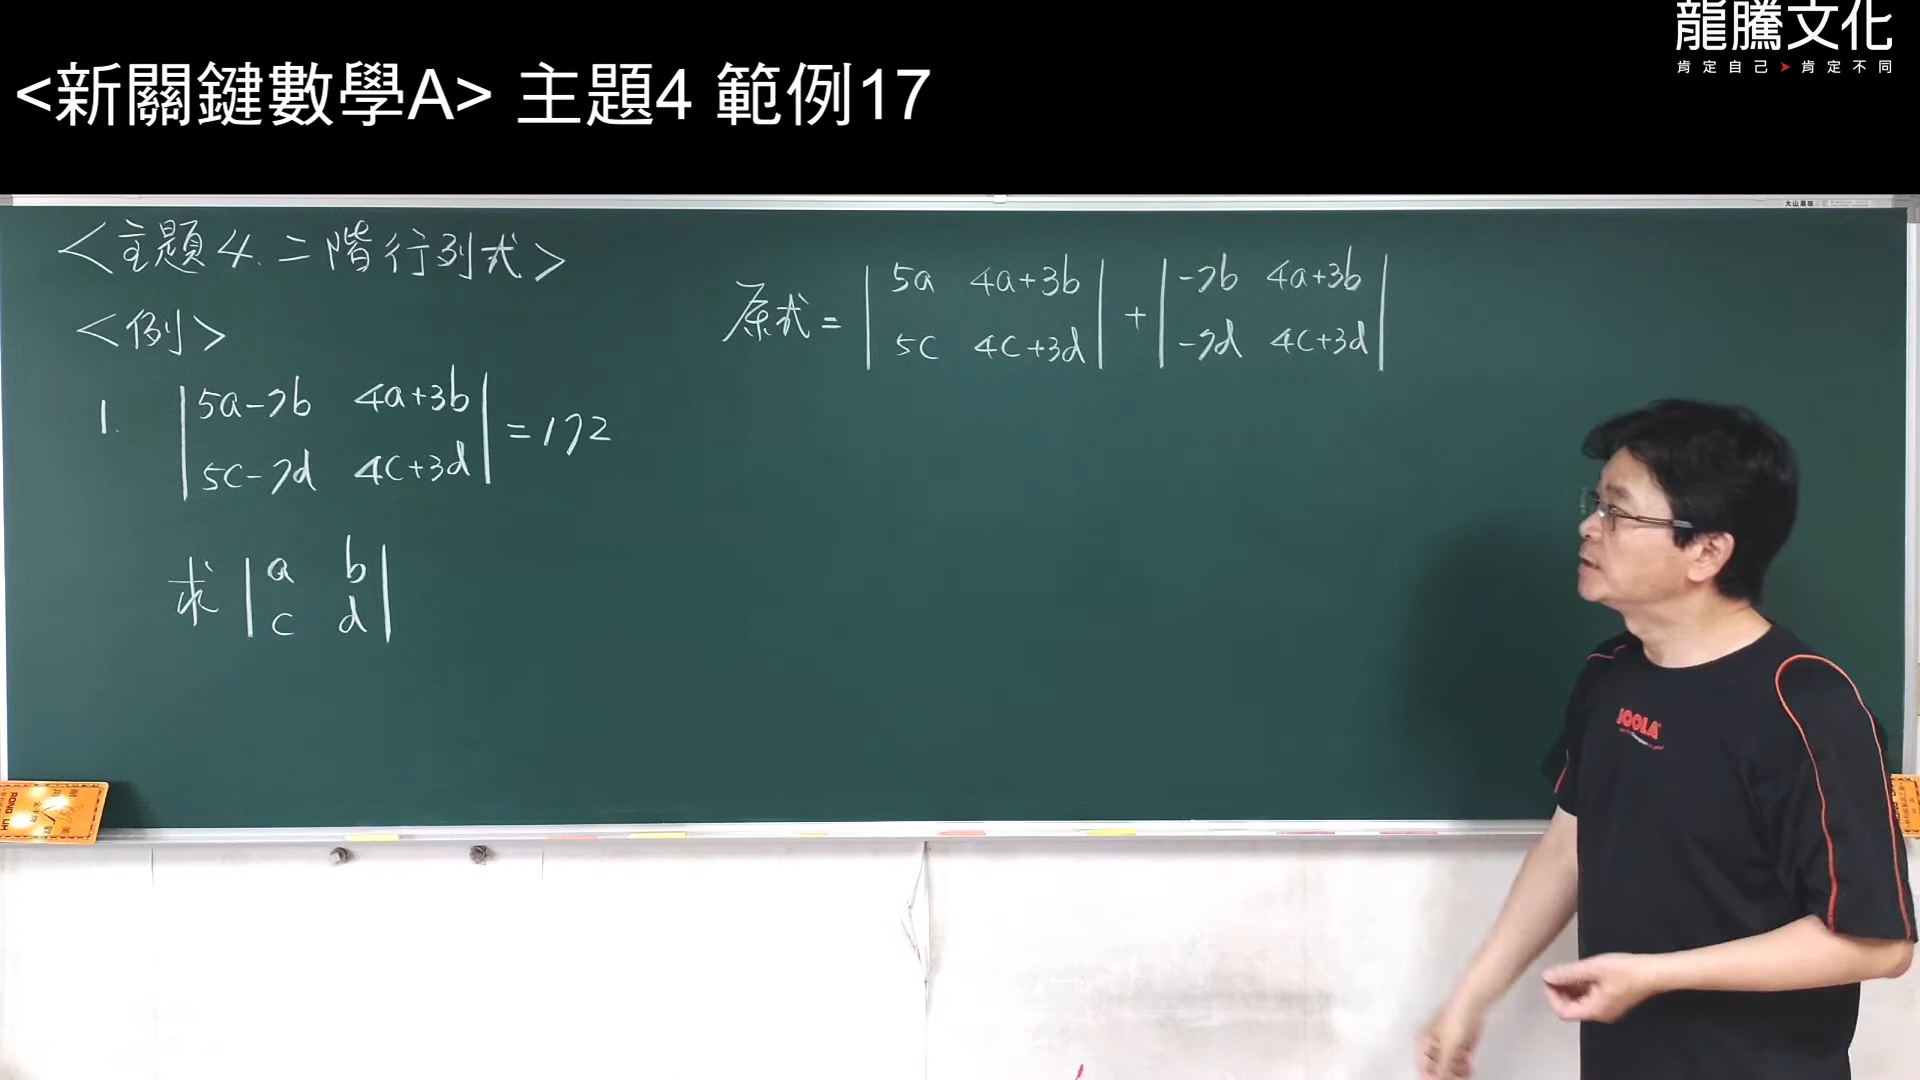 龍騰文化
肯定自己➤肯定不同
<新關鍵數學A> 主題4 範例17
<主題4.二階行列式>
<例>
1. |5a-7b 4a+3b|
|5c-7d 4c+3d| =172
求 |a b|
|c d|
原式= |5a 4a+3b| + |-7b 4a+3b|
|5c 4c+3d| |-7d 4c+3d|
JOOLA